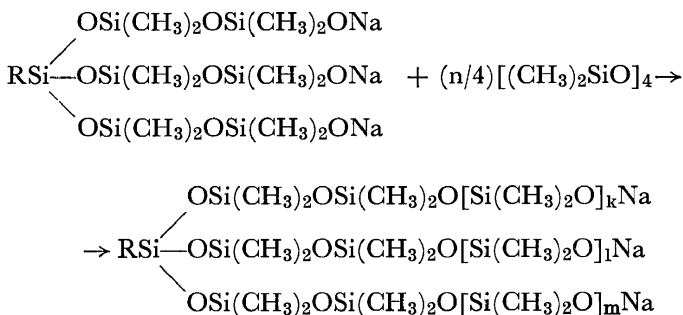 OSi(CH₃)₂OSi(CH₃)₂ONa
RSi—OSi(CH₃)₂OSi(CH₃)₂ONa + (n/4)[(CH₃)₂SiO]₄→
OSi(CH₃)₂OSi(CH₃)₂ONa
OSi(CH₃)₂OSi(CH₃)₂O[Si(CH₃)₂O]ₖNa
→ RSi—OSi(CH₃)₂OSi(CH₃)₂O[Si(CH₃)₂O]ₗNa
OSi(CH₃)₂OSi(CH₃)₂O[Si(CH₃)₂O]ₘNa